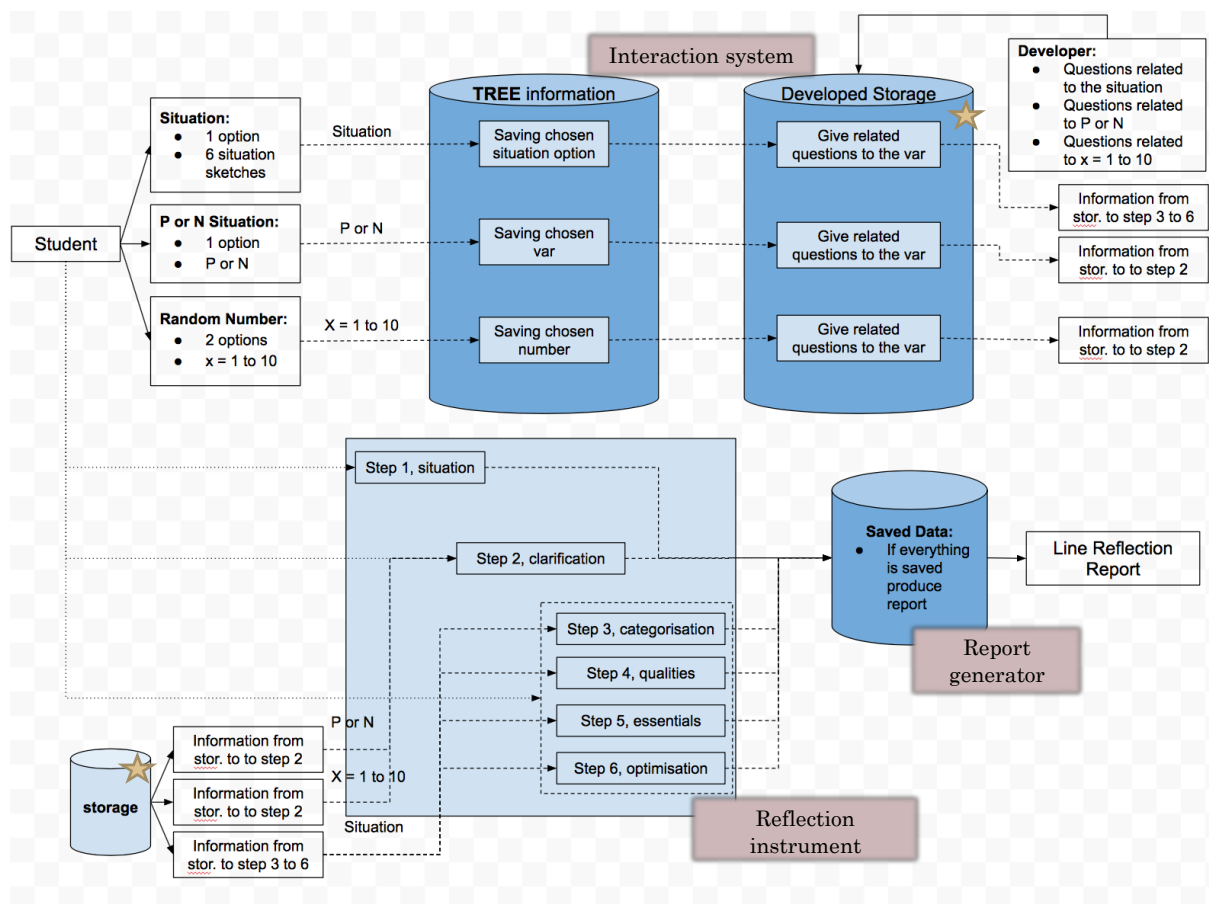 Interaction system
Developer:
● Questions related
to the situation
● Questions related
to P or N
● Questions related
to x = 1 to 10
TREE information
Developed Storage
Situation:
● 1 option
● 6 situation
sketches
Situation
Saving chosen
situation option
Give related
questions to the var
Information from
stor. to step 3 to 6
Student
P or N Situation:
● 1 option
● P or N
P or N
Saving chosen
var
Give related
questions to the var
Information from
stor. to to step 2
Random Number:
● 2 options
● x = 1 to 10
X = 1 to 10
Saving chosen
number
Give related
questions to the var
Information from
stor. to to step 2
Step 1, situation
Step 2, clarification
Step 3, categorisation
Step 4, qualities
Step 5, essentials
Step 6, optimisation
Saved Data:
● If everything
is saved
produce
report
Line Reflection
Report
Report
generator
storage
Information from
stor. to to step 2
P or N
Information from
stor. to to step 2
X = 1 to 10
Information from
stor. to step 3 to 6
Situation
Reflection
instrument